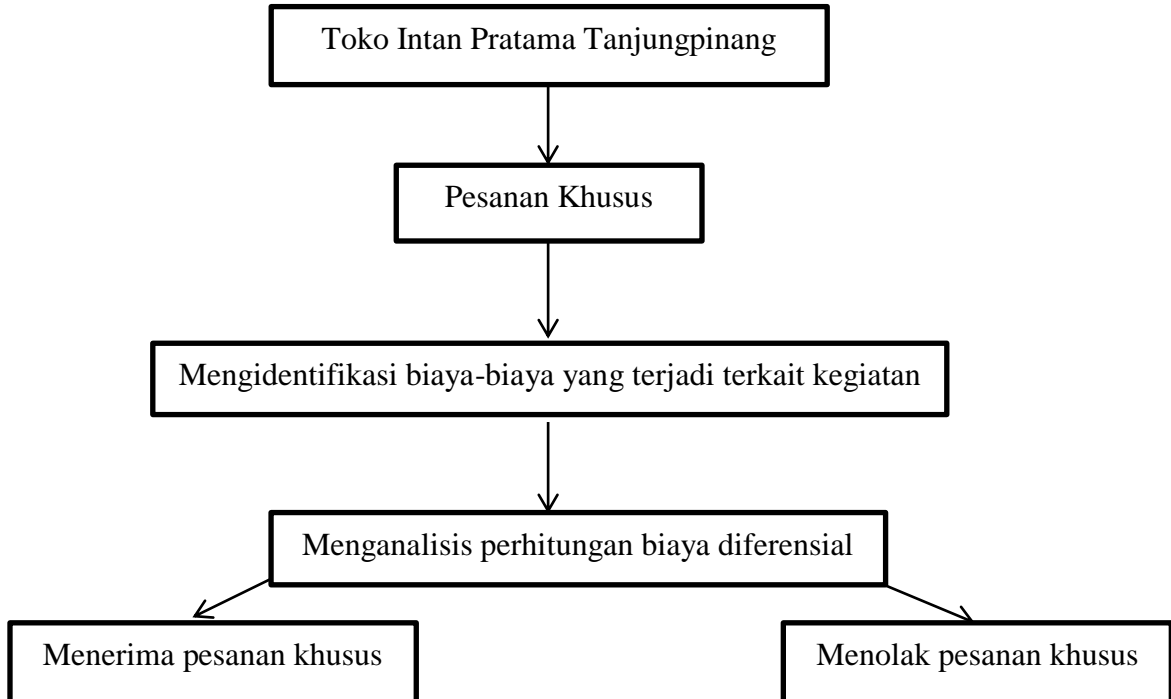 Toko Intan Pratama Tanjungpinang
Pesanan Khusus
Mengidentifikasi biaya-biaya yang terjadi terkait kegiatan
Menganalisis perhitungan biaya diferensial
Menerima pesanan khusus
Menolak pesanan khusus